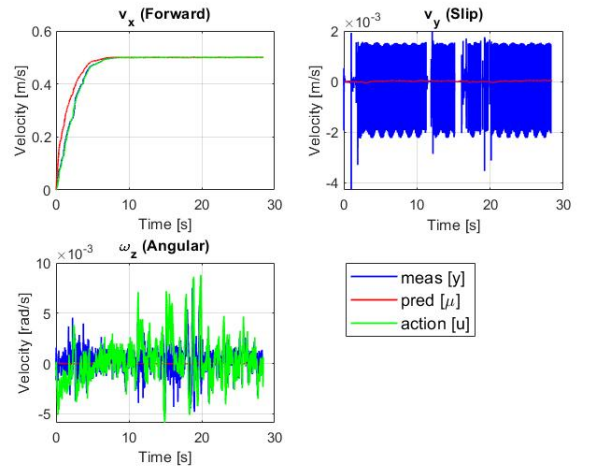 v_x (Forward)
Velocity [m/s]
0.6
0.4
0.2
0
0 10 20 30
Time [s]
v_y (Slip)
×10^-3
Velocity [m/s]
2
0
-2
-4
0 10 20 30
Time [s]
ω_z (Angular)
×10^-3
Velocity [rad/s]
10
5
0
-5
0 10 20 30
Time [s]
meas [y]
pred [μ]
action [u]